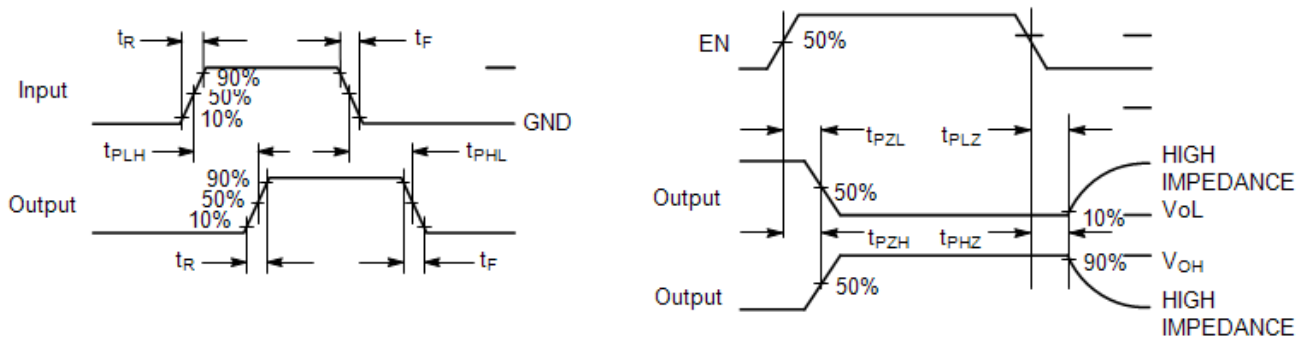 tR tF
Input
90%
50%
10%
GND
tPLH tPHL
Output
90%
50%
10%
tR tF
EN
50%
tPZL tPLZ
HIGH
IMPEDANCE
Output
50%
10%
VoL
tPZH tPHZ
90%
VOH
Output
50%
HIGH
IMPEDANCE